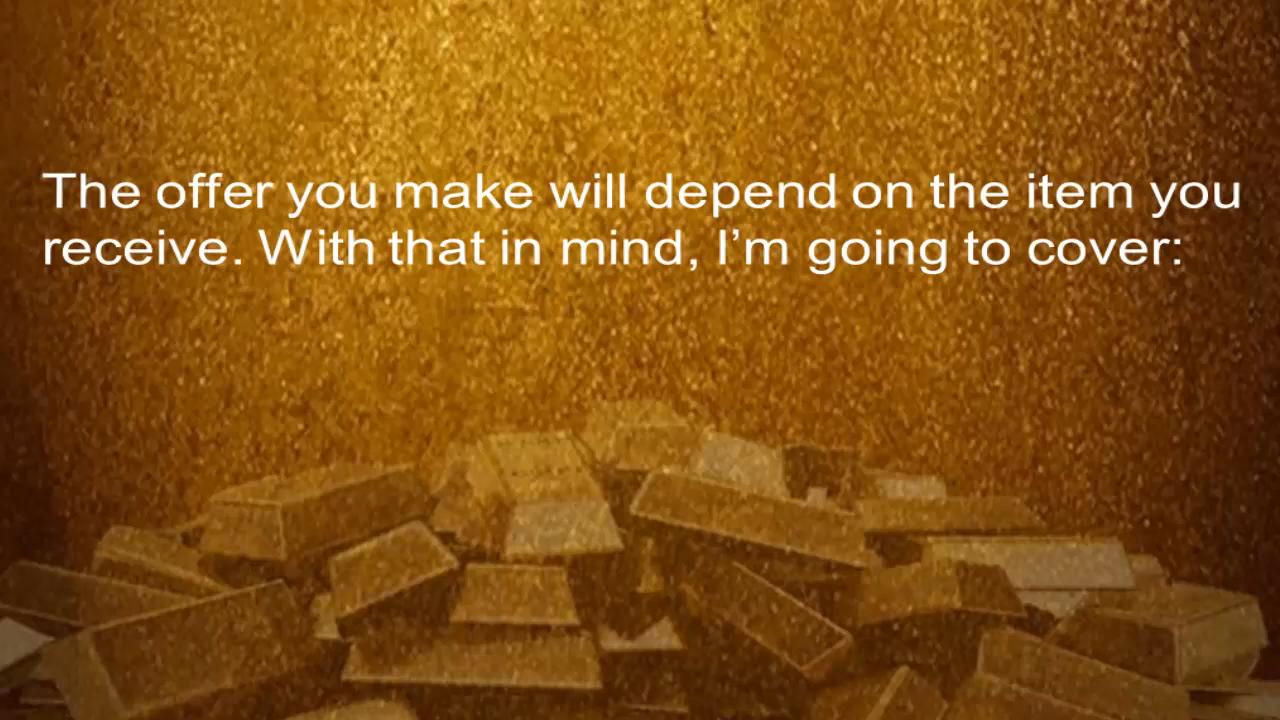 The offer you make will depend on the item you
receive. With that in mind, I’m going to cover: